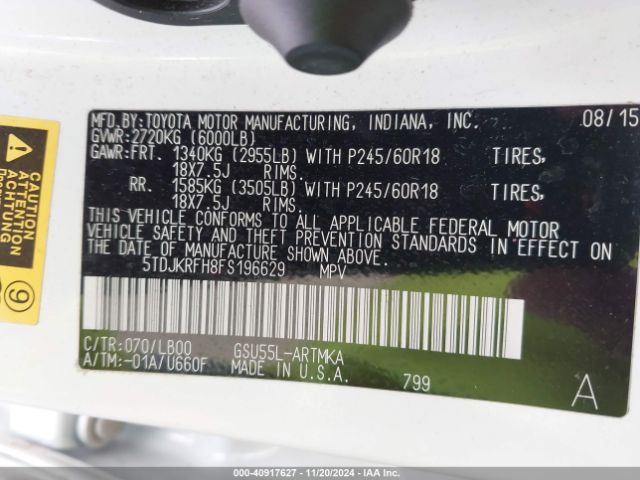 MFD.BY:TOYOTA MOTOR MANUFACTURING, INDIANA, INC. 08/15
GVWR:2720KG (6000LB)
GAWR:FRT. 1340KG (2955LB) WITH P245/60R18 TIRES,
18X7.5J RIMS.
RR. 1585KG (3505LB) WITH P245/60R18 TIRES,
18X7.5J RIMS.
THIS VEHICLE CONFORMS TO ALL APPLICABLE FEDERAL MOTOR
VEHICLE SAFETY AND THEFT PREVENTION STANDARDS IN EFFECT ON
THE DATE OF MANUFACTURE SHOWN ABOVE.
5TDJKRFH8FS196629 MPV
C/TR:070/LB00 GSU55L-ARTMKA
A/TM:-01A/U660F MADE IN U.S.A. 799 A
CAUTION
ATTENTION
ACHTUNG
9
000-40917627 - 11/20/2024 - IAA Inc.